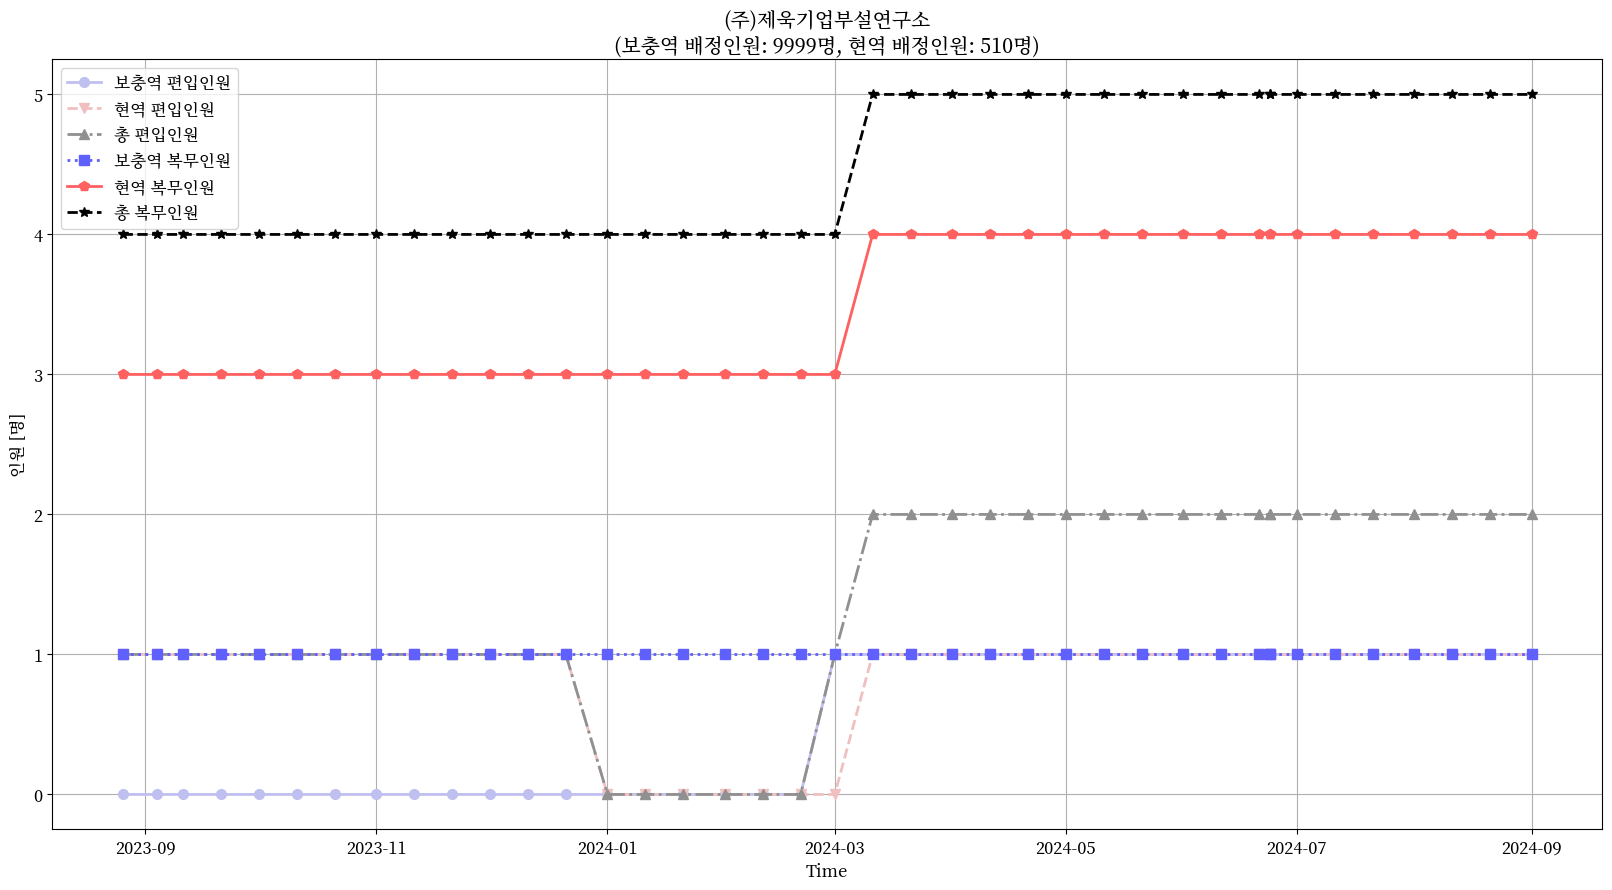 (주)제욱기업부설연구소
(보충역 배정인원: 9999명, 현역 배정인원: 510명)
보충역 편입인원
현역 편입인원
총 편입인원
보충역 복무인원
현역 복무인원
총 복무인원
인원 [명]
5
4
3
2
1
0
2023-09
2023-11
2024-01
2024-03
2024-05
2024-07
2024-09
Time